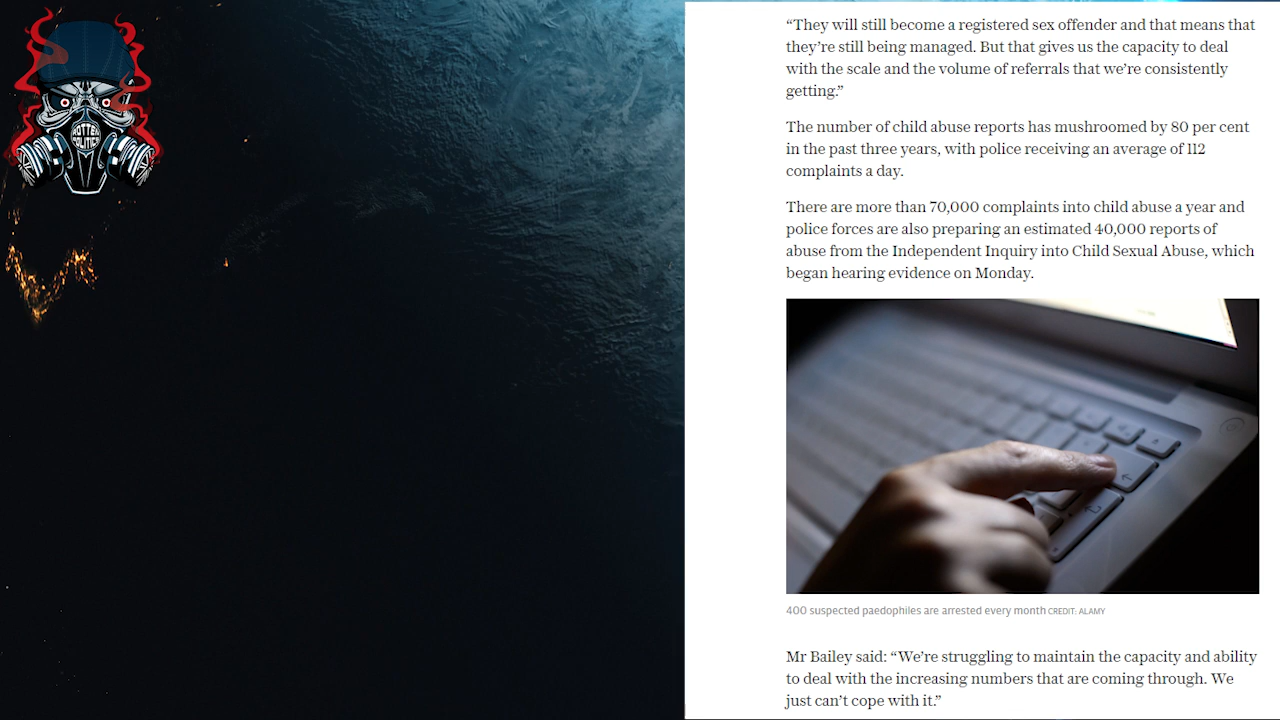 ROTTEN
POLITICS
“They will still become a registered sex offender and that means that
they’re still being managed. But that gives us the capacity to deal
with the scale and the volume of referrals that we’re consistently
getting.”
The number of child abuse reports has mushroomed by 80 per cent
in the past three years, with police receiving an average of 112
complaints a day.
There are more than 70,000 complaints into child abuse a year and
police forces are also preparing an estimated 40,000 reports of
abuse from the Independent Inquiry into Child Sexual Abuse, which
began hearing evidence on Monday.
400 suspected paedophiles are arrested every month CREDIT: ALAMY
Mr Bailey said: “We’re struggling to maintain the capacity and ability
to deal with the increasing numbers that are coming through. We
just can’t cope with it.”